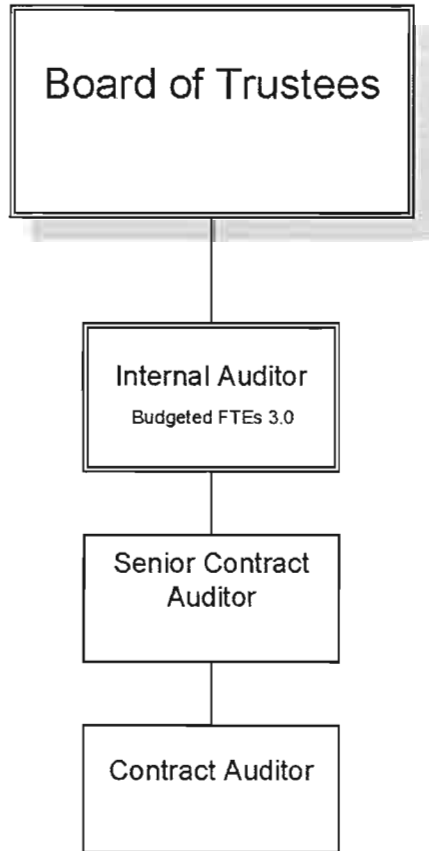 Board of Trustees
Internal Auditor
Budgeted FTEs 3.0
Senior Contract
Auditor
Contract Auditor